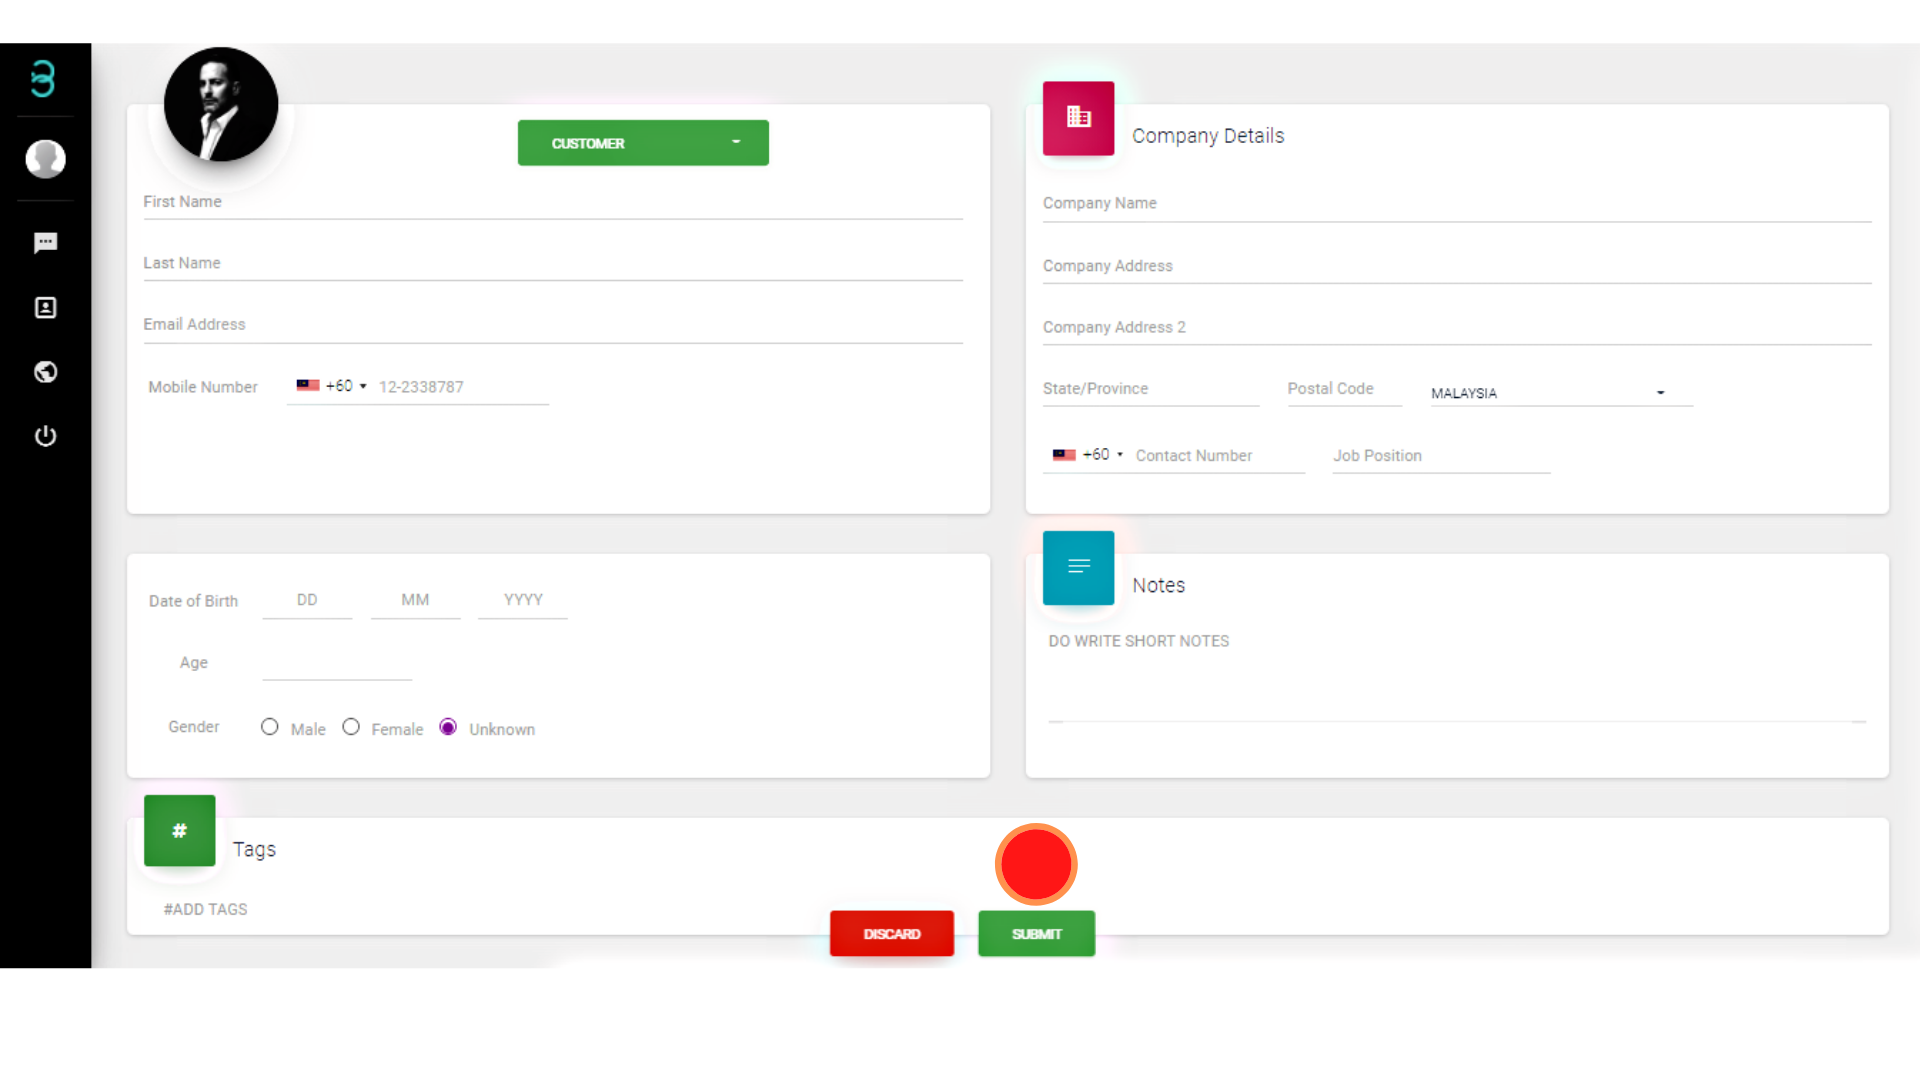 CUSTOMER
First Name
Last Name
Email Address
Mobile Number +60 12-2338787
Company Details
Company Name
Company Address
Company Address 2
State/Province Postal Code MALAYSIA
+60 Contact Number Job Position
Date of Birth DD MM YYYY
Age
Gender Male Female Unknown
Notes
DO WRITE SHORT NOTES
#
Tags
#ADD TAGS
DISCARD SUBMIT